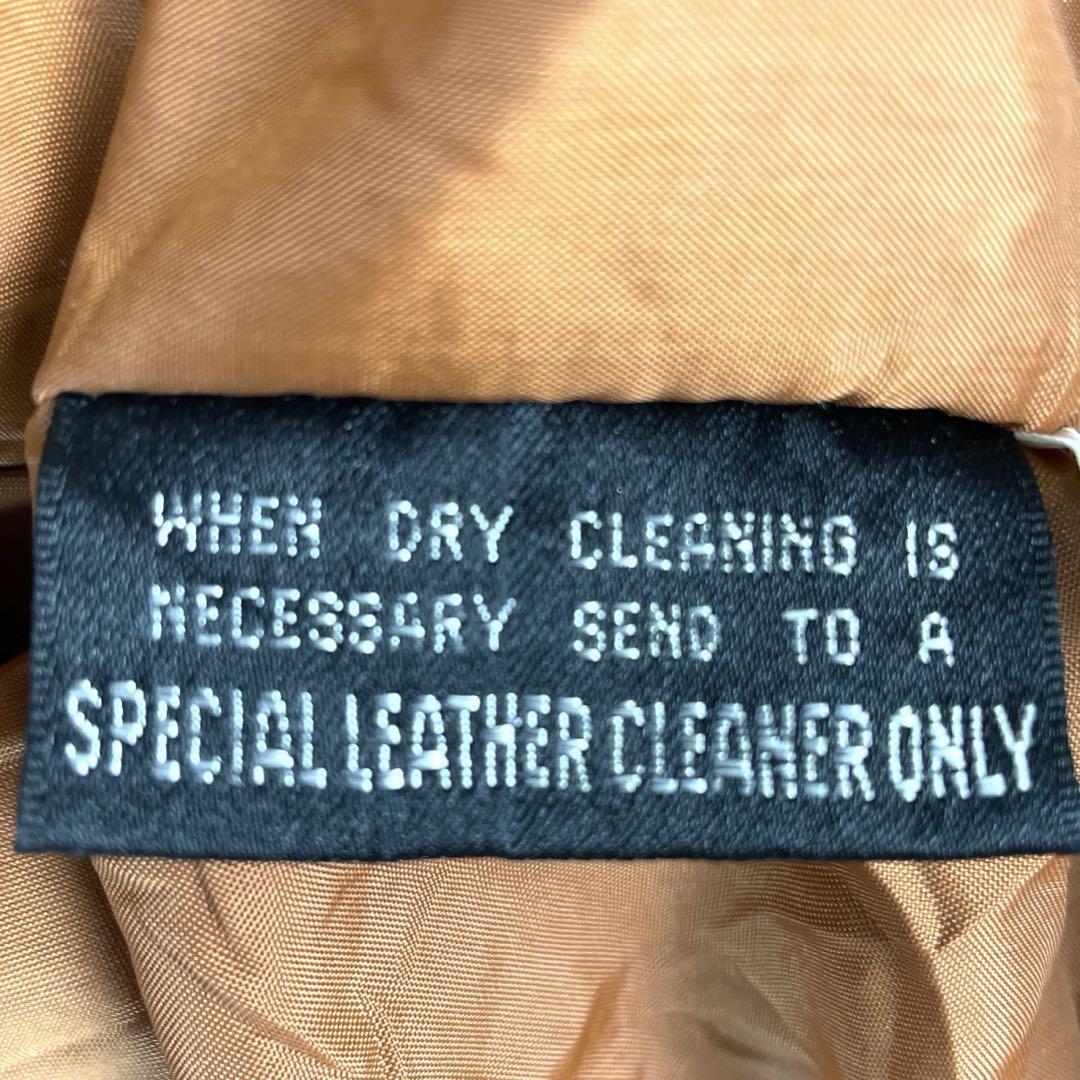 WHEN DRY CLEANING IS
NECESSARY SEND TO A
SPECIAL LEATHER CLEANER ONLY